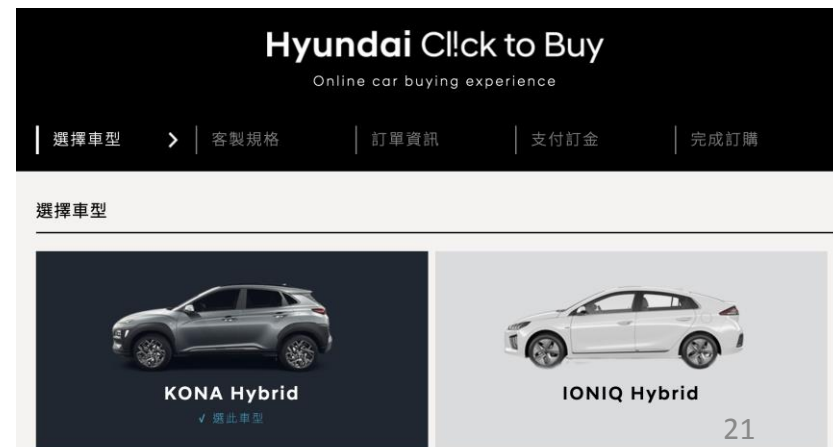 Hyundai Cl!ck to Buy
Online car buying experience
選擇車型 > 客製規格 訂單資訊 支付訂金 完成訂購
選擇車型
KONA Hybrid
√ 選此車型
IONIQ Hybrid
21